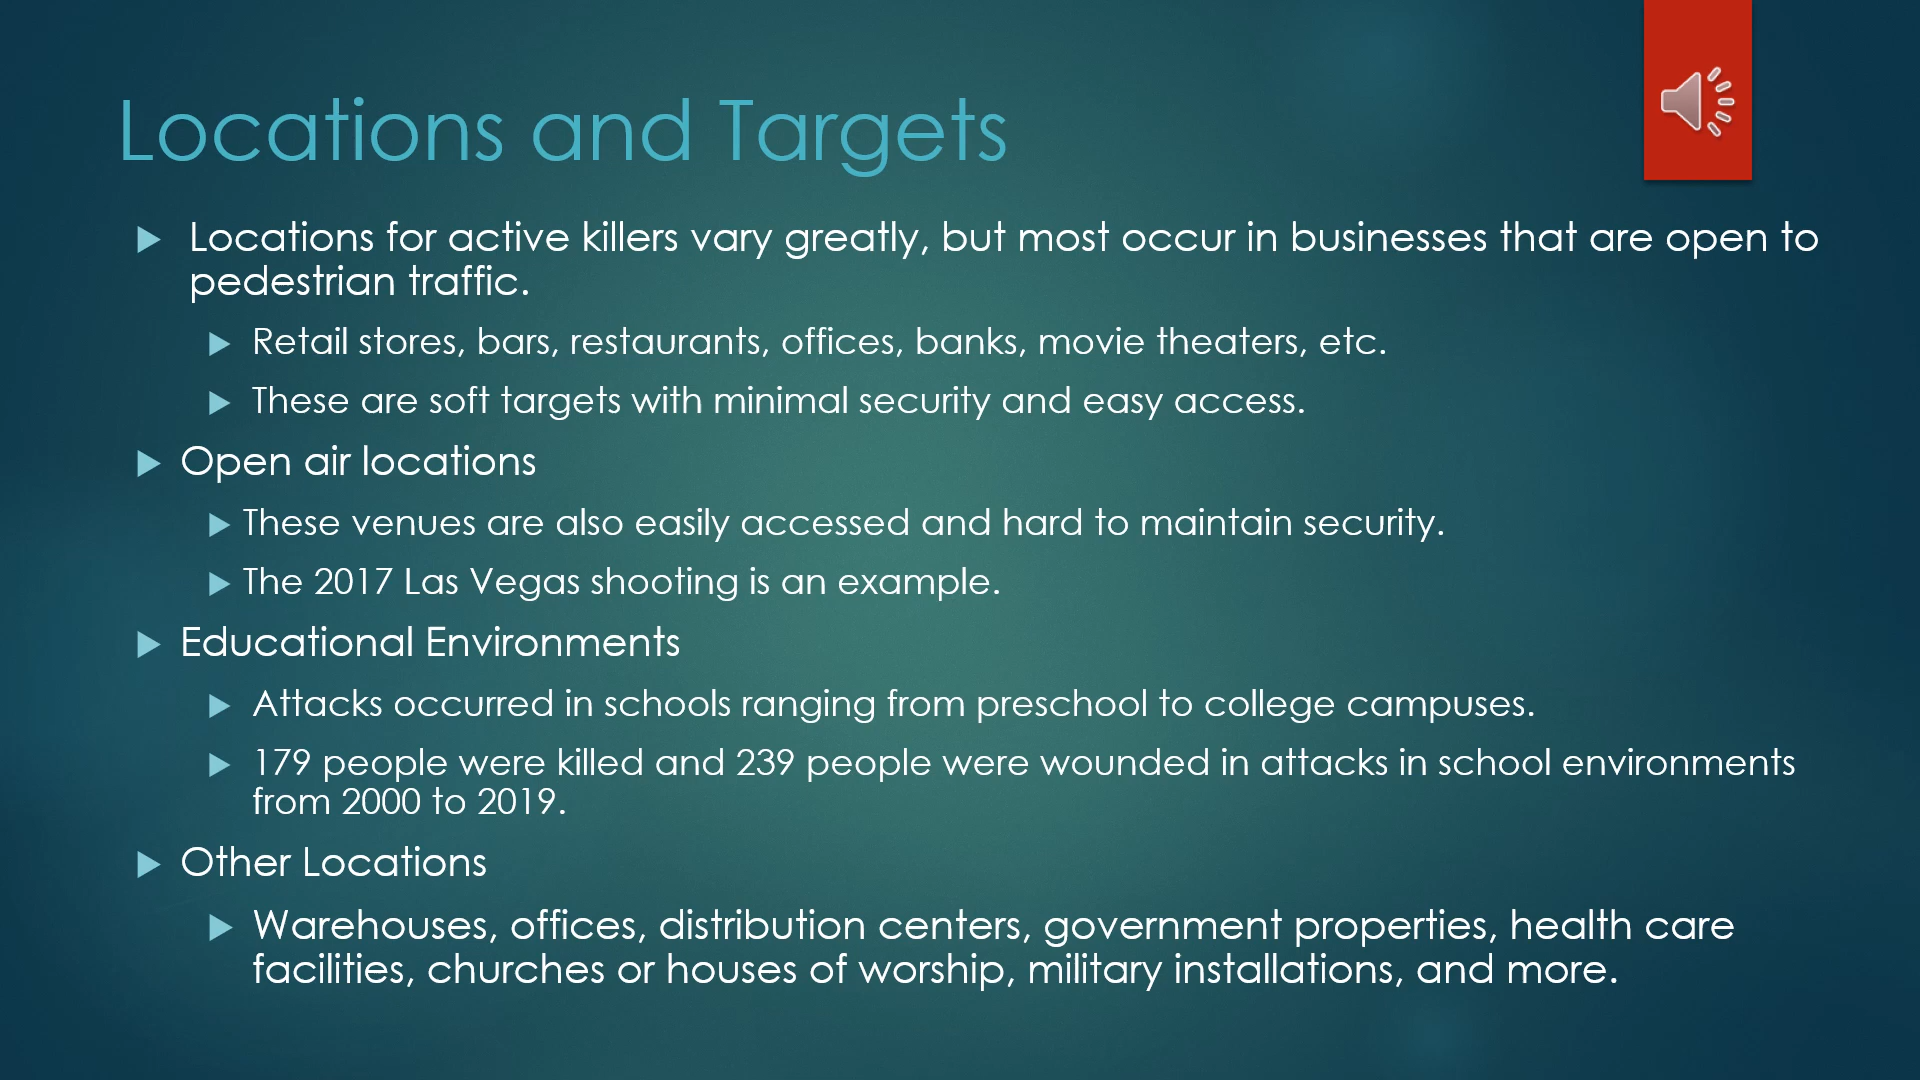 Locations and Targets
Locations for active killers vary greatly, but most occur in businesses that are open to
pedestrian traffic.
Retail stores, bars, restaurants, offices, banks, movie theaters, etc.
These are soft targets with minimal security and easy access.
Open air locations
These venues are also easily accessed and hard to maintain security.
The 2017 Las Vegas shooting is an example.
Educational Environments
Attacks occurred in schools ranging from preschool to college campuses.
179 people were killed and 239 people were wounded in attacks in school environments
from 2000 to 2019.
Other Locations
Warehouses, offices, distribution centers, government properties, health care
facilities, churches or houses of worship, military installations, and more.